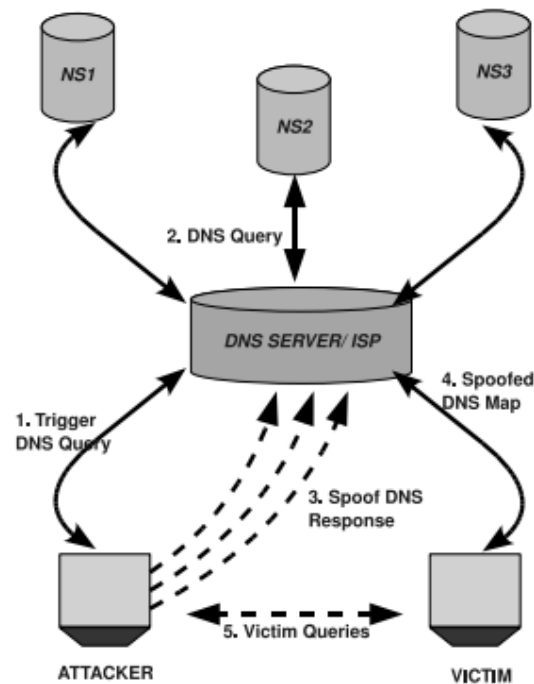 NS1
NS3
NS2
2. DNS Query
DNS SERVER/ ISP
4. Spoofed
DNS Map
1. Trigger
DNS Query
3. Spoof DNS
Response
5. Victim Queries
ATTACKER
VICTIM